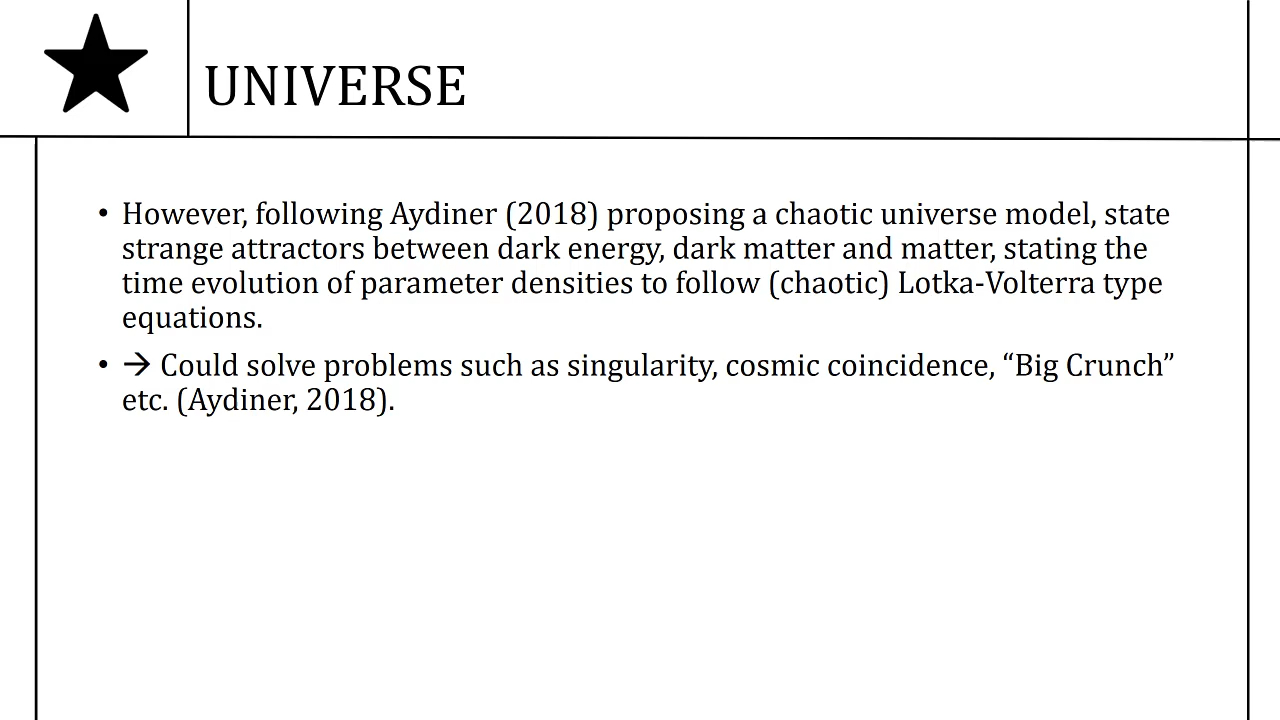 UNIVERSE
• However, following Aydiner (2018) proposing a chaotic universe model, state
strange attractors between dark energy, dark matter and matter, stating the
time evolution of parameter densities to follow (chaotic) Lotka-Volterra type
equations.
• → Could solve problems such as singularity, cosmic coincidence, “Big Crunch”
etc. (Aydiner, 2018).